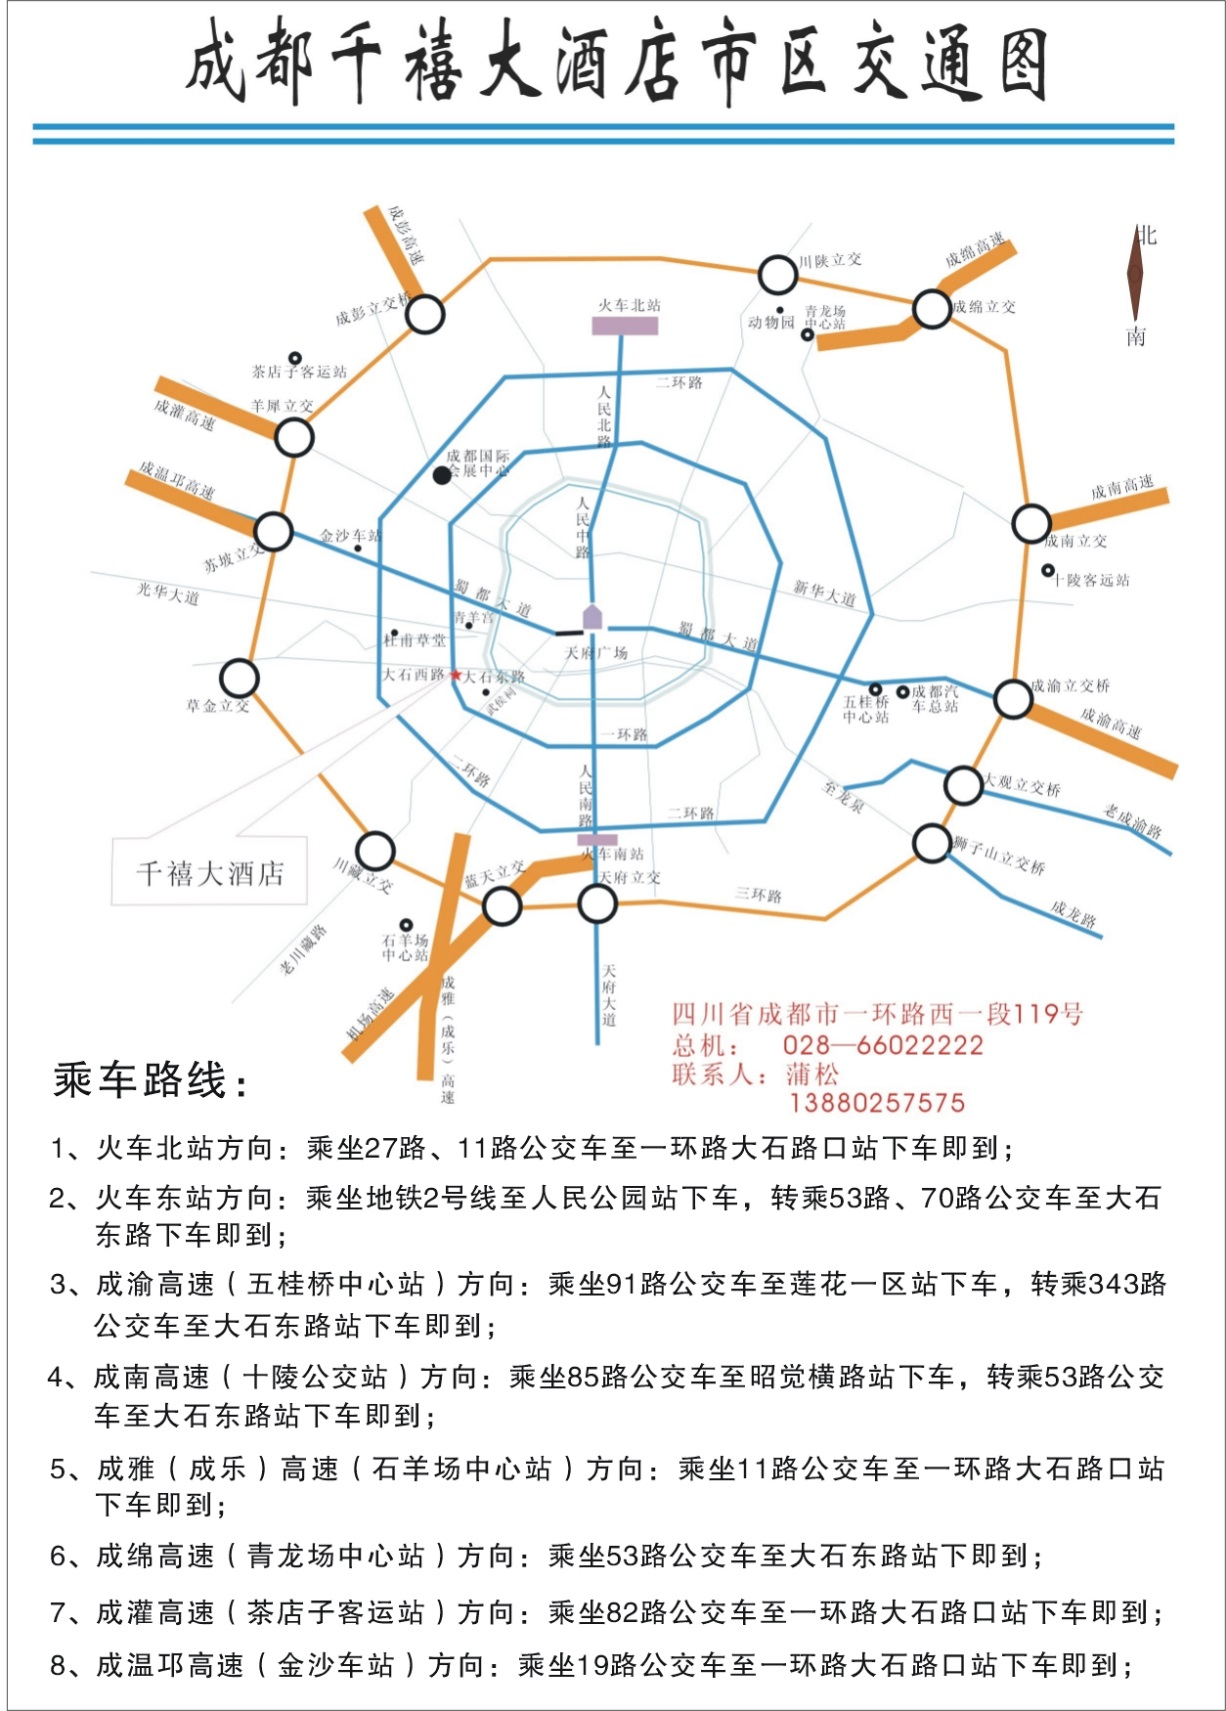 成都千禧大酒店市区交通图
北
南
成彭高速
成彭立交桥
川陕立交
成绵高速
成绵立交
火车北站
动物园
青龙场
中心站
茶店子客运站
羊犀立交
成灌高速
二环路
人民北路
成都国际
会展中心
成温邛高速
苏坡立交
金沙车站
人民中路
成南高速
成南立交
十陵客远站
光华大道
蜀都大道
青羊宫
新华大道
杜甫草堂
天府广场
蜀都大道
大石西路
大石东路
武侯祠
草金立交
五桂桥
中心站
成都汽
车总站
成渝立交桥
成渝高速
一环路
二环路
人民南路
二环路
至龙泉
大观立交桥
老成渝路
千禧大酒店
川藏立交
蓝天立交
火车南站
天府立交
三环路
狮子山立交桥
成龙路
老川藏路
石羊场
中心站
机场高速
成雅（成乐）高速
天府大道
四川省成都市一环路西一段119号
总机： 028—66022222
联系人：蒲松
13880257575
乘车路线：
1、火车北站方向：乘坐27路、11路公交车至一环路大石路口站下车即到；
2、火车东站方向：乘坐地铁2号线至人民公园站下车，转乘53路、70路公交车至大石
东路下车即到；
3、成渝高速（五桂桥中心站）方向：乘坐91路公交车至莲花一区站下车，转乘343路
公交车至大石东路站下车即到；
4、成南高速（十陵公交站）方向：乘坐85路公交车至昭觉横路站下车，转乘53路公交
车至大石东路站下车即到；
5、成雅（成乐）高速（石羊场中心站）方向：乘坐11路公交车至一环路大石路口站
下车即到；
6、成绵高速（青龙场中心站）方向：乘坐53路公交车至大石东路站下即到；
7、成灌高速（茶店子客运站）方向：乘坐82路公交车至一环路大石路口站下车即到；
8、成温邛高速（金沙车站）方向：乘坐19路公交车至一环路大石路口站下车即到；